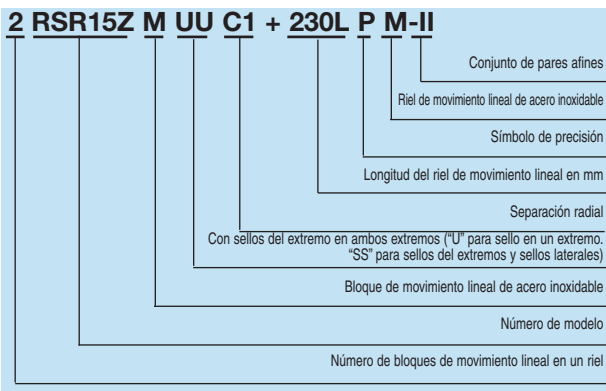 2 RSR15Z M UU C1 + 230L P M-II
Conjunto de pares afines
Riel de movimiento lineal de acero inoxidable
Símbolo de precisión
Longitud del riel de movimiento lineal en mm
Separación radial
Con sellos del extremo en ambos extremos (“U” para sello en un extremo.
“SS” para sellos del extremos y sellos laterales)
Bloque de movimiento lineal de acero inoxidable
Número de modelo
Número de bloques de movimiento lineal en un riel